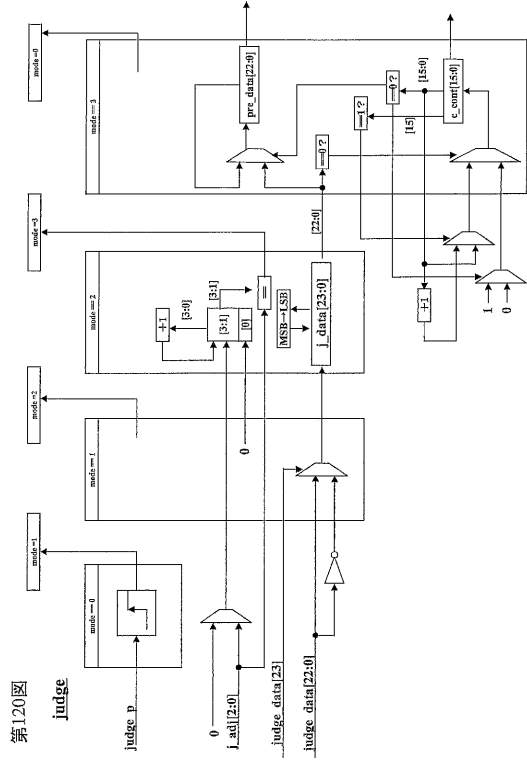 第120図
judge
mode =1
mode =2
mode =3
mode =0
mode == 0
mode == 1
mode == 2
mode == 3
judge_p
0
j_adj[2:0]
judge_data[23]
judge_data[22:0]
0
+1
[3:0]
[3:1]
[3:1]
[0]
=
MSB→LSB
j_data[23:0]
[22:0]
pre_data[22:0]
==0 ?
==1 ?
==0 ?
[15]
[15:0]
c_cont[15:0]
+1
1
0